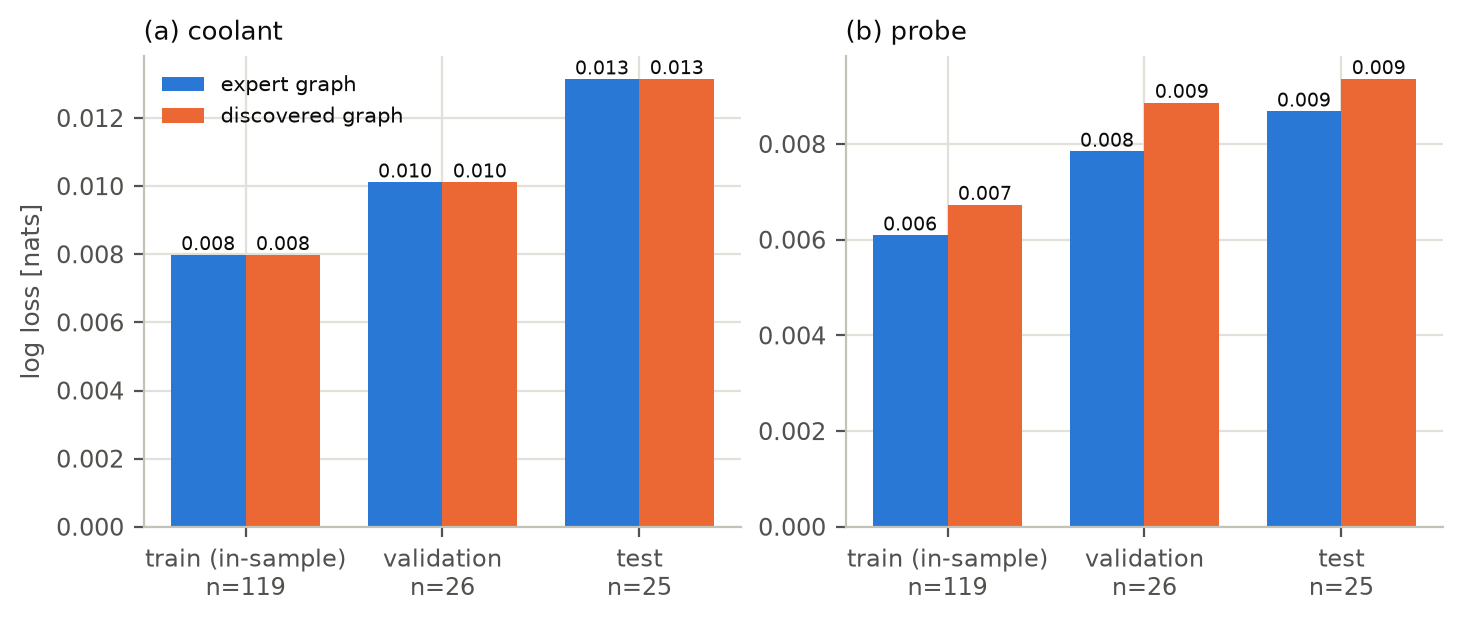 (a) coolant
expert graph
discovered graph
log loss [nats]
0.012
0.010
0.008
0.006
0.004
0.002
0.000
0.008 0.008
0.010 0.010
0.013 0.013
train (in-sample)
n=119
validation
n=26
test
n=25
(b) probe
0.008
0.006
0.004
0.002
0.000
0.006
0.007
0.008
0.009
0.009
0.009
train (in-sample)
n=119
validation
n=26
test
n=25